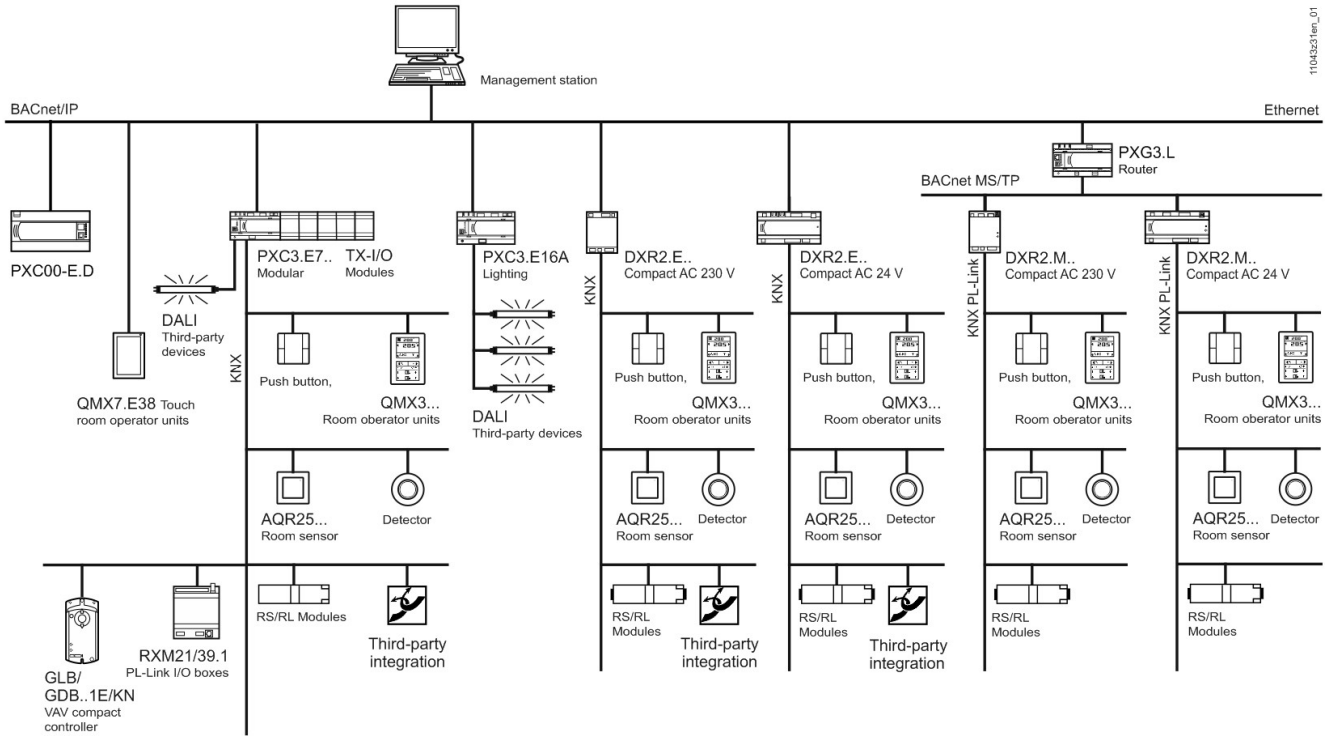 11043z31en_01
Management station
BACnet/IP
Ethernet
PXG3.L
Router
BACnet MS/TP
PXC00-E.D
PXC3.E7..
Modular
TX-I/O
Modules
PXC3.E16A
Lighting
DXR2.E..
Compact AC 230 V
DXR2.E..
Compact AC 24 V
DXR2.M..
Compact AC 230 V
DXR2.M..
Compact AC 24 V
KNX
KNX
KNX
KNX PL-Link
KNX PL-Link
DALI
Third-party
devices
QMX7.E38 Touch
room operator units
Push button,
QMX3...
Room oberator units
DALI
Third-party devices
Push button,
QMX3...
Room oberator units
Push button,
QMX3...
Room oberator units
Push button,
QMX3...
Room oberator units
Push button,
QMX3...
Room oberator units
AQR25...
Room sensor
Detector
AQR25...
Room sensor
Detector
AQR25...
Room sensor
Detector
AQR25...
Room sensor
Detector
AQR25...
Room sensor
Detector
GLB/
GDB..1E/KN
VAV compact
controller
RXM21/39.1
PL-Link I/O boxes
RS/RL Modules
Third-party
integration
RS/RL
Modules
Third-party
integration
RS/RL
Modules
Third-party
integration
RS/RL
Modules
RS/RL
Modules